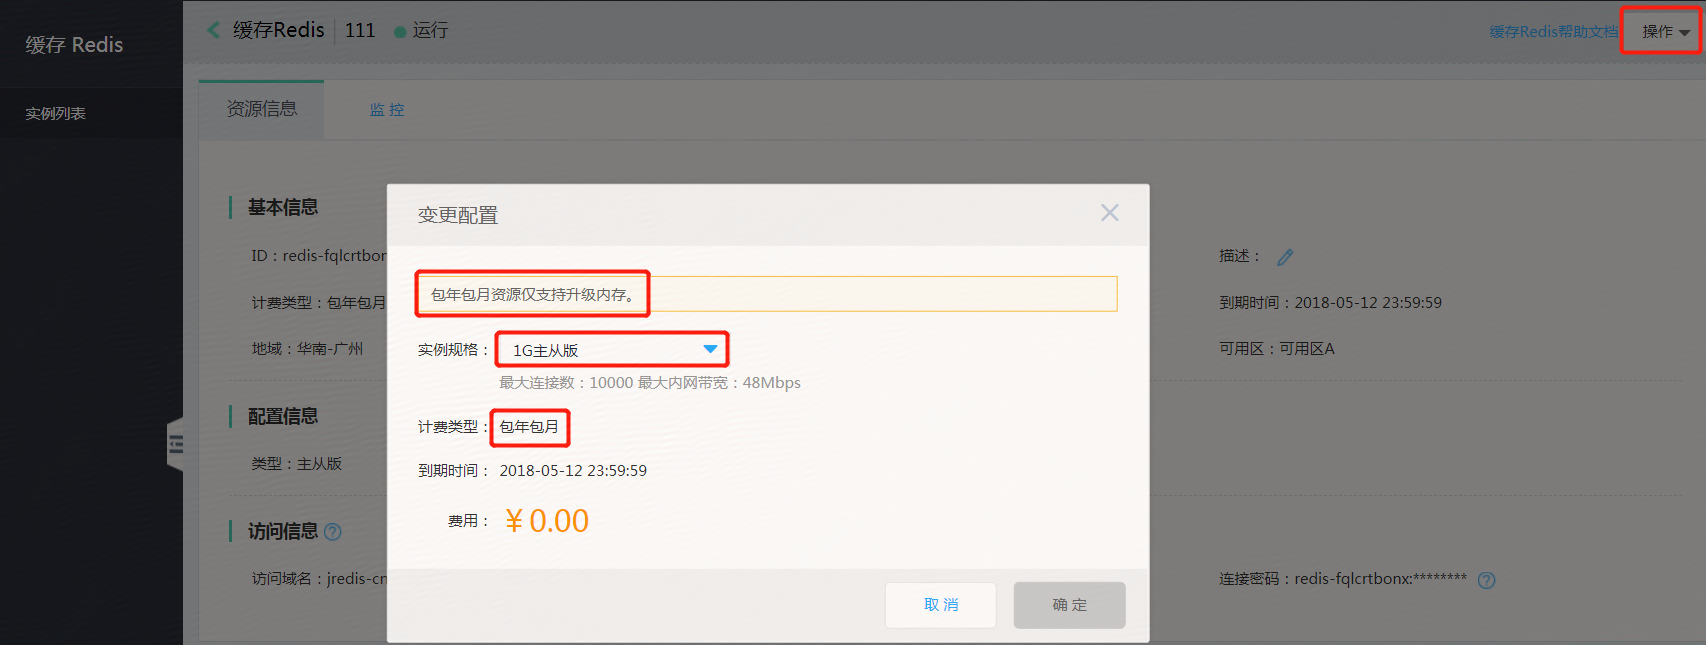 缓存 Redis
实例列表
缓存Redis 111 运行
缓存Redis帮助文档 操作
资源信息 监 控
基本信息
ID：redis-fqlcrtbon
描述：
计费类型：包年包月
到期时间：2018-05-12 23:59:59
地域：华南-广州
可用区：可用区A
配置信息
类型：主从版
访问信息
访问域名：jredis-cn
连接密码：redis-fqlcrtbonx:********
变更配置
包年包月资源仅支持升级内存。
实例规格： 1G主从版
最大连接数：10000 最大内网带宽：48Mbps
计费类型： 包年包月
到期时间： 2018-05-12 23:59:59
费用： ¥ 0.00
取 消 确 定